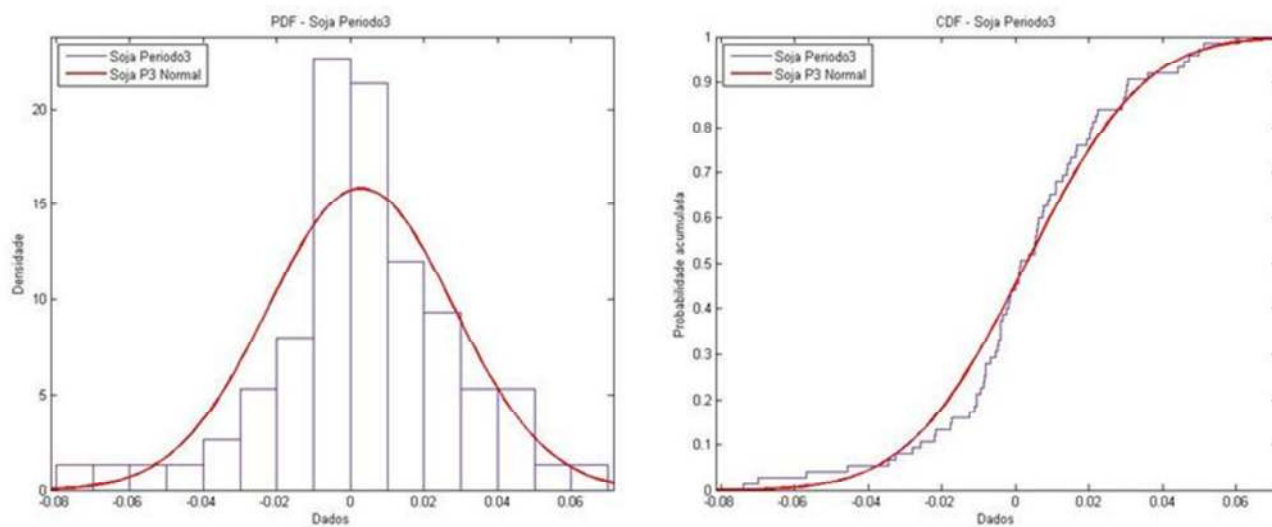 PDF - Soja Periodo3
Soja Periodo3
Soja P3 Normal
Densidade
20
15
10
5
0
-0.08 -0.06 -0.04 -0.02 0 0.02 0.04 0.06
Dados
CDF - Soja Periodo3
Soja Periodo3
Soja P3 Normal
Probabilidade acumulada
1
0.9
0.8
0.7
0.6
0.5
0.4
0.3
0.2
0.1
0
-0.08 -0.06 -0.04 -0.02 0 0.02 0.04 0.06
Dados